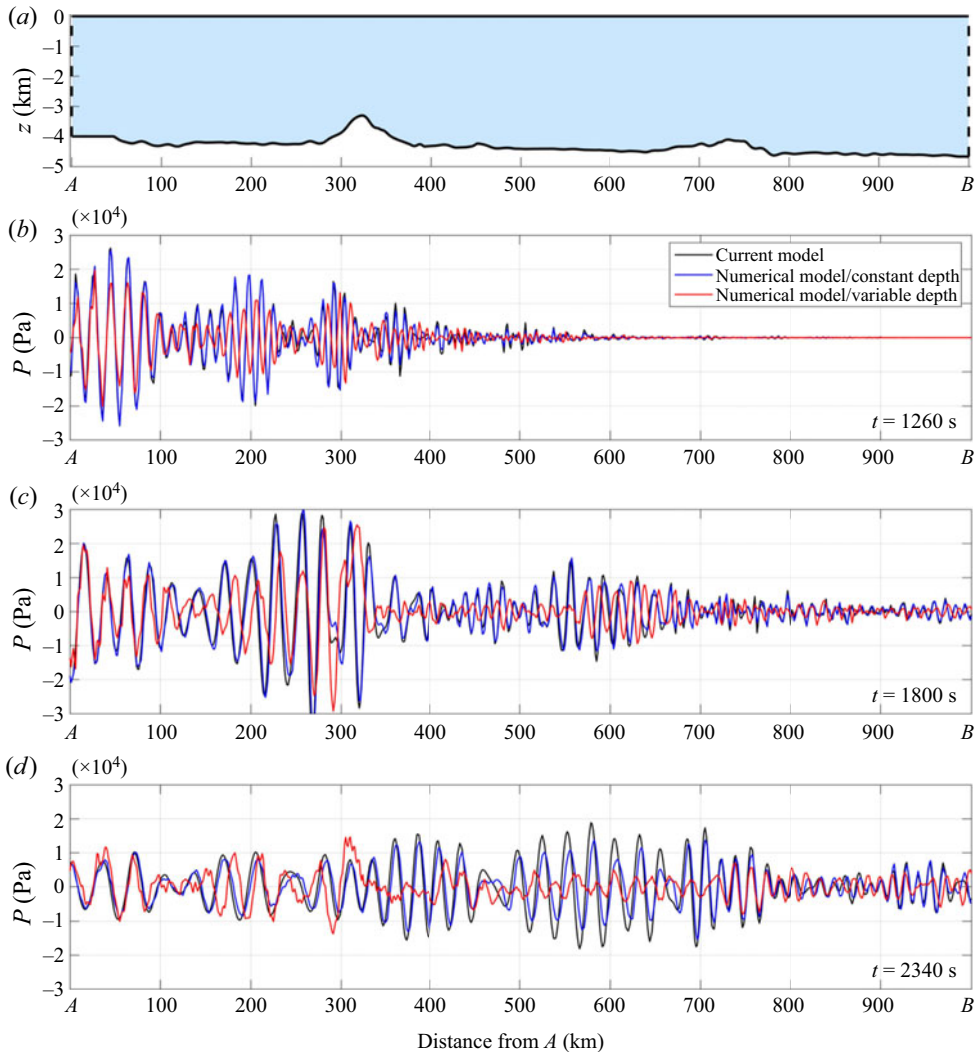 (a)
0
–1
–2
–3
–4
–5
z (km)
A 100 200 300 400 500 600 700 800 900 B
(b) (×10⁴)
3
2
1
0
–1
–2
–3
P (Pa)
Current model
Numerical model/constant depth
Numerical model/variable depth
t = 1260 s
A 100 200 300 400 500 600 700 800 900 B
(c) (×10⁴)
3
2
1
0
–1
–2
–3
P (Pa)
t = 1800 s
A 100 200 300 400 500 600 700 800 900 B
(d) (×10⁴)
3
2
1
0
–1
–2
–3
P (Pa)
t = 2340 s
A 100 200 300 400 500 600 700 800 900 B
Distance from A (km)